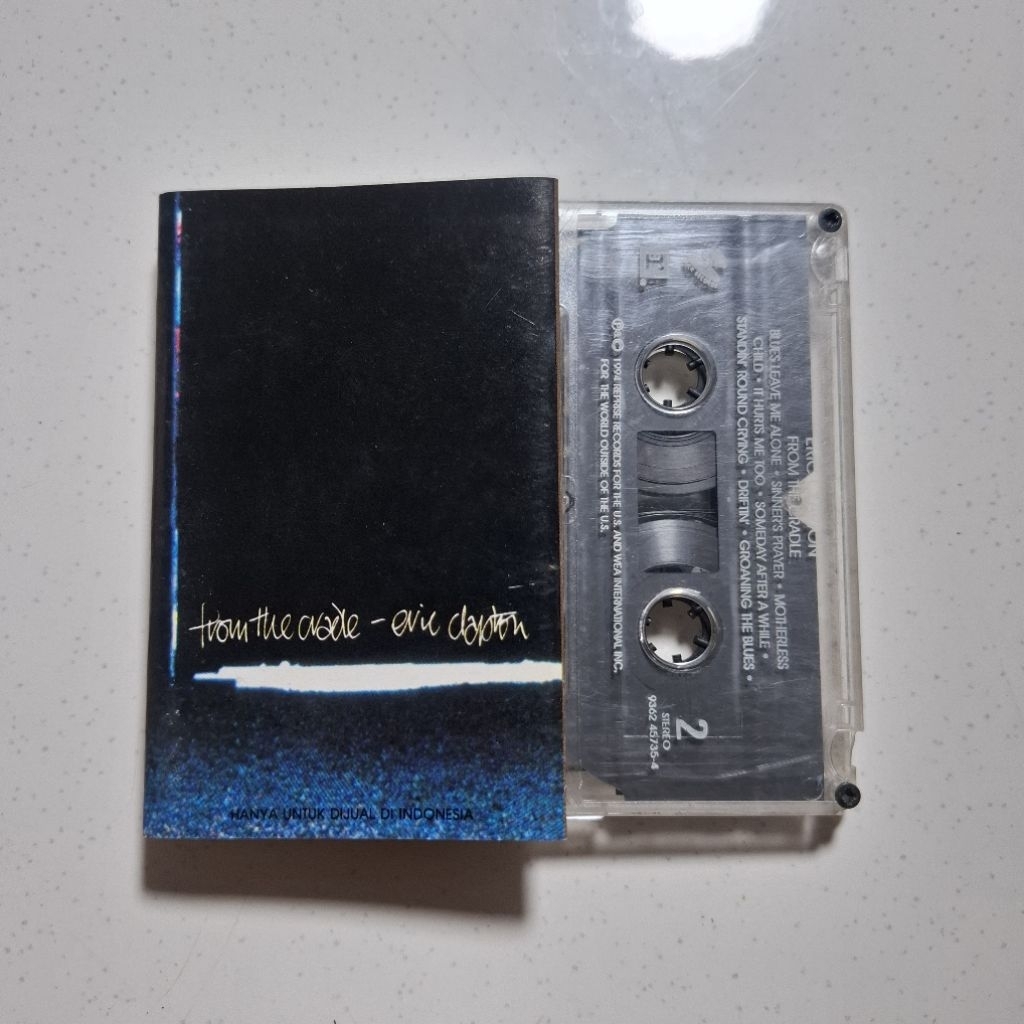 from the cradle - eric clapton
HANYA UNTUK DIJUAL DI INDONESIA
FROM THE CRADLE
BLUES LEAVE ME ALONE • SINNER'S PRAYER • MOTHERLESS
CHILD • IT HURTS ME TOO • SOMEDAY AFTER A WHILE •
STANDIN' ROUND CRYING • DRIFTIN' • GROANING THE BLUES •
2
STEREO
9362 45735-4
℗&© 1994 REPRISE RECORDS FOR THE U.S. AND WEA INTERNATIONAL INC.
FOR THE WORLD OUTSIDE OF THE U.S.